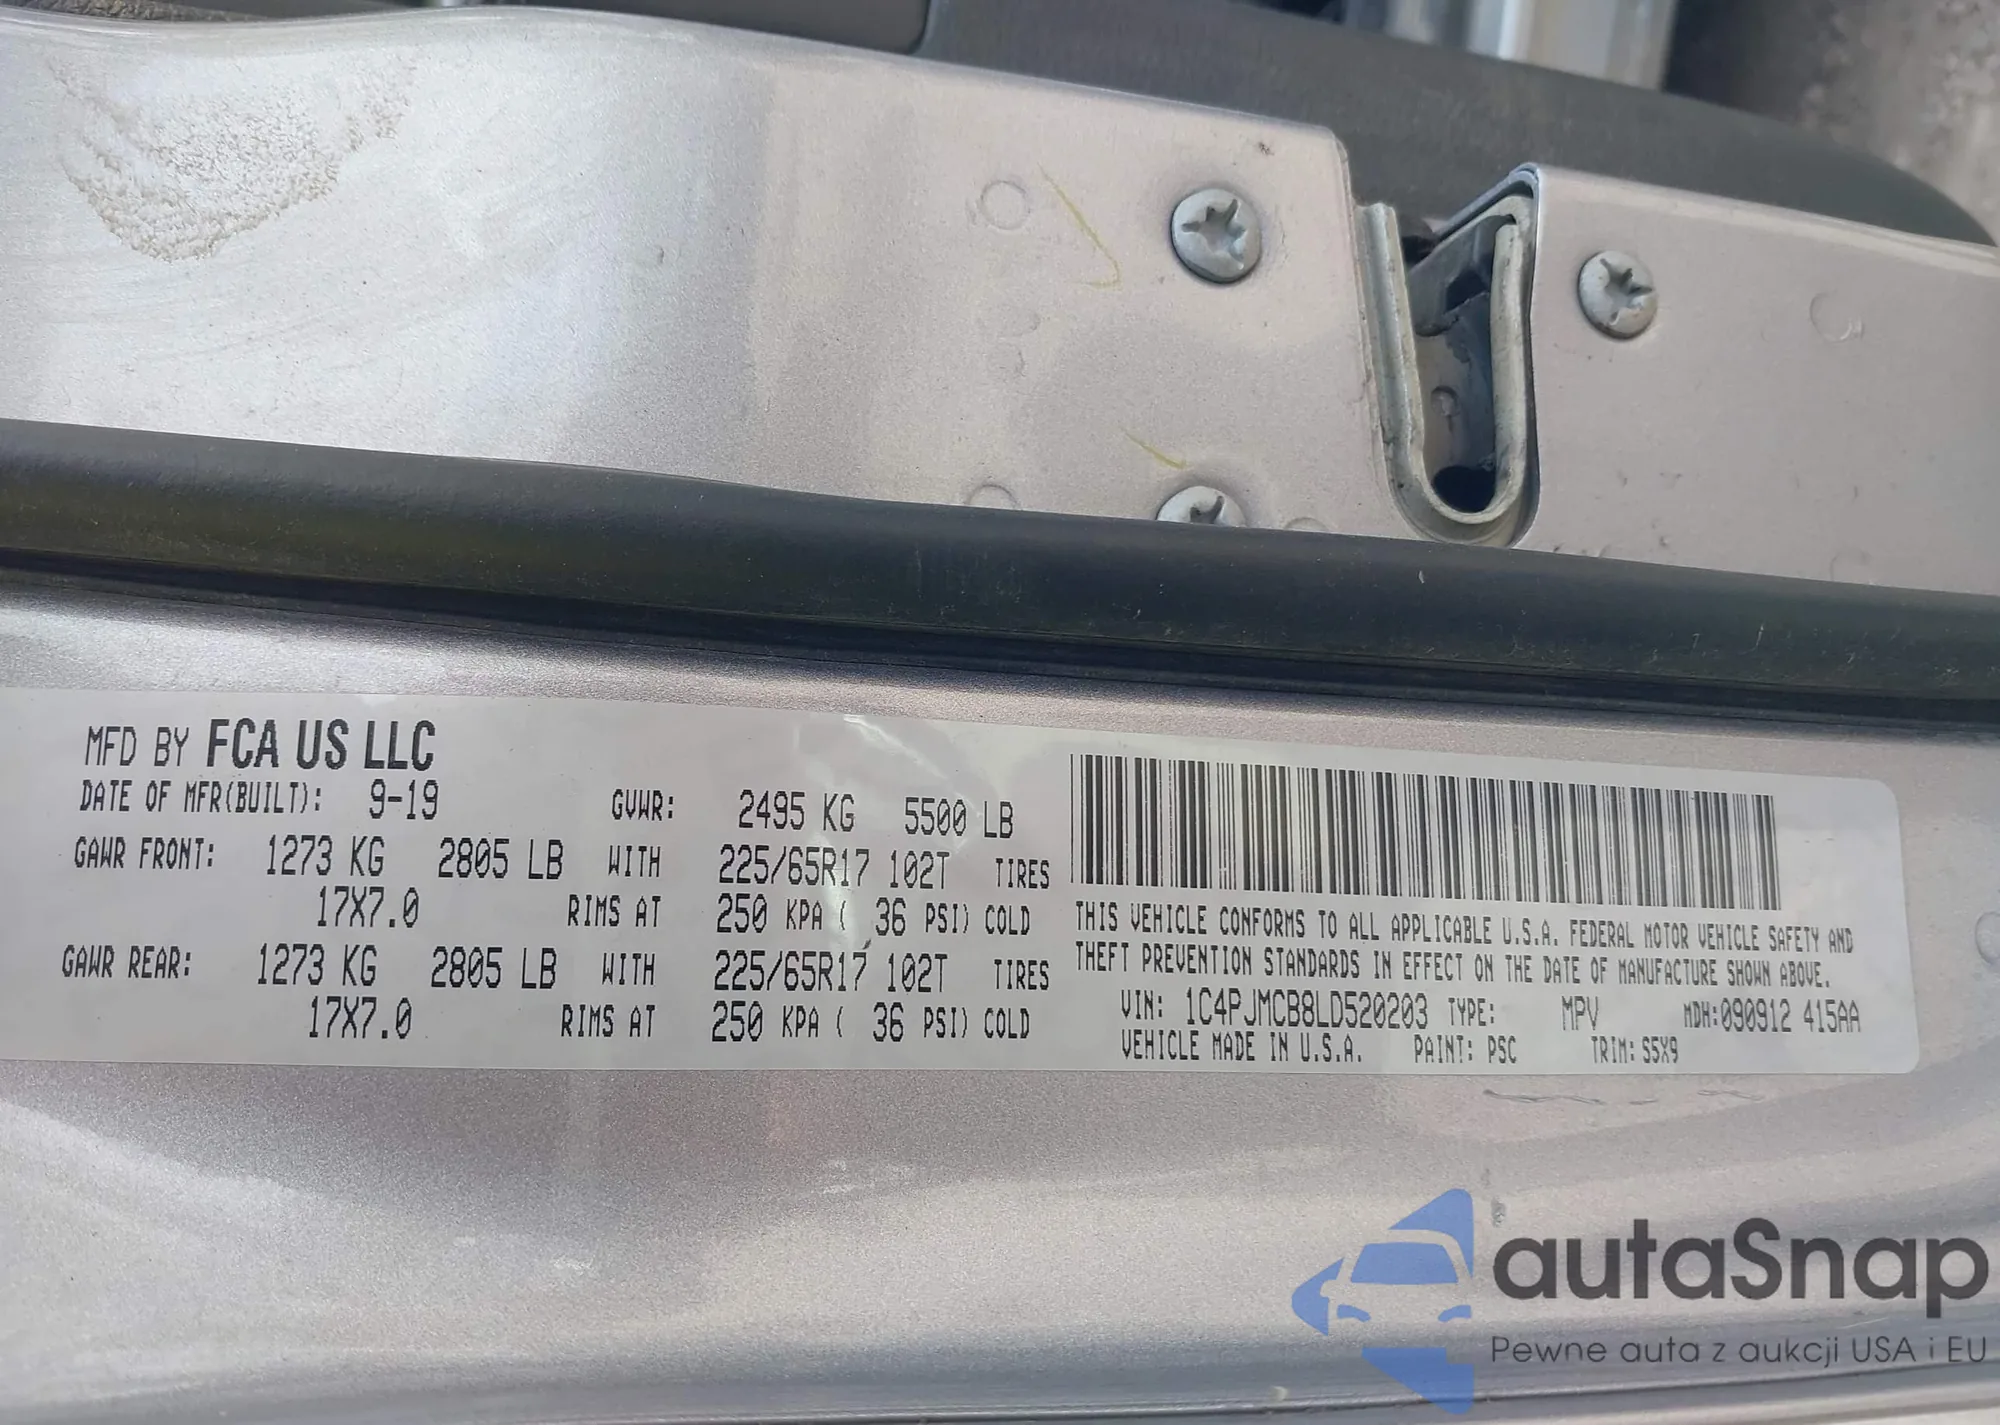 MFD BY FCA US LLC
DATE OF MFR(BUILT): 9-19 GVWR: 2495 KG 5500 LB
GAWR FRONT: 1273 KG 2805 LB WITH 225/65R17 102T TIRES
17X7.0 RIMS AT 250 KPA ( 36 PSI) COLD
GAWR REAR: 1273 KG 2805 LB WITH 225/65R17 102T TIRES
17X7.0 RIMS AT 250 KPA ( 36 PSI) COLD
THIS VEHICLE CONFORMS TO ALL APPLICABLE U.S.A. FEDERAL MOTOR VEHICLE SAFETY AND
THEFT PREVENTION STANDARDS IN EFFECT ON THE DATE OF MANUFACTURE SHOWN ABOVE.
VIN: 1C4PJMCB8LD520203 TYPE: MPV MDH:090912 415AA
VEHICLE MADE IN U.S.A. PAINT: PSC TRIM: S5X9
autaSnap
Pewne auta z aukcji USA i EU